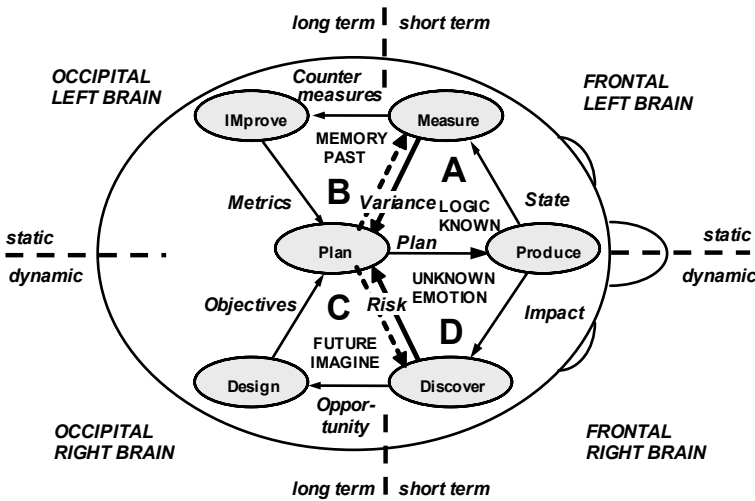 long term short term
OCCIPITAL
LEFT BRAIN
Counter
measures
FRONTAL
LEFT BRAIN
IMprove
Measure
MEMORY
PAST
A
B
Metrics
Variance
LOGIC
KNOWN
State
static
dynamic
Plan
Plan
Produce
static
dynamic
UNKNOWN
EMOTION
Objectives
C
Risk
Impact
D
FUTURE
IMAGINE
Design
Discover
Oppor-
tunity
OCCIPITAL
RIGHT BRAIN
FRONTAL
RIGHT BRAIN
long term short term